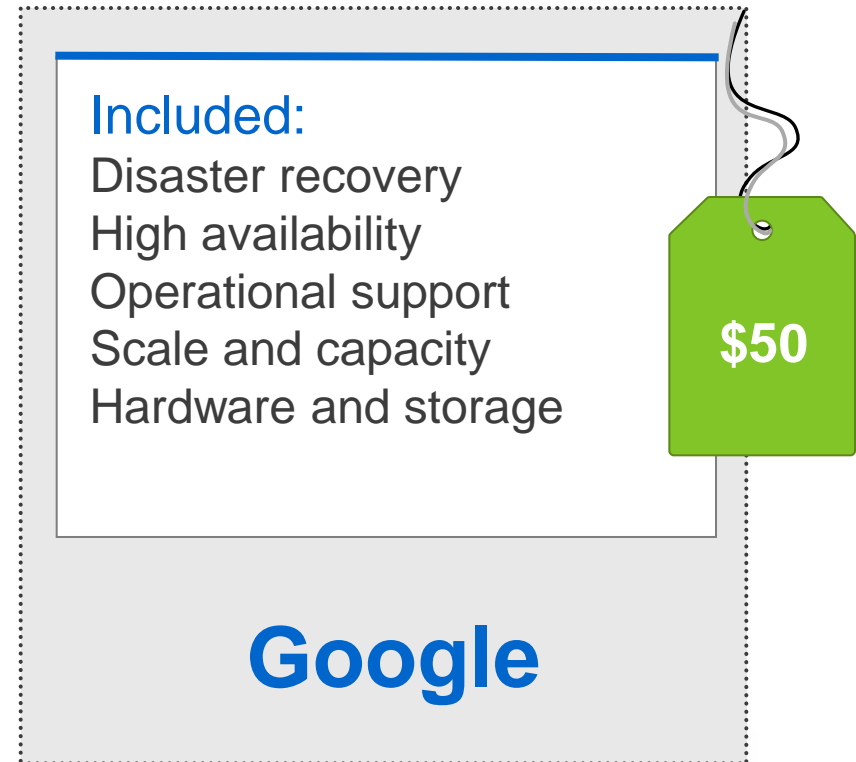 Included:
Disaster recovery
High availability
Operational support
Scale and capacity
Hardware and storage
$50
Google